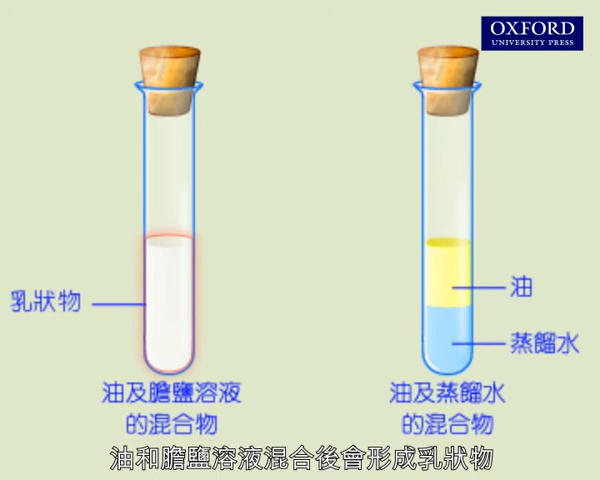 OXFORD
UNIVERSITY PRESS
乳狀物
油
蒸餾水
油及膽鹽溶液
的混合物
油及蒸餾水
的混合物
油和膽鹽溶液混合後會形成乳狀物